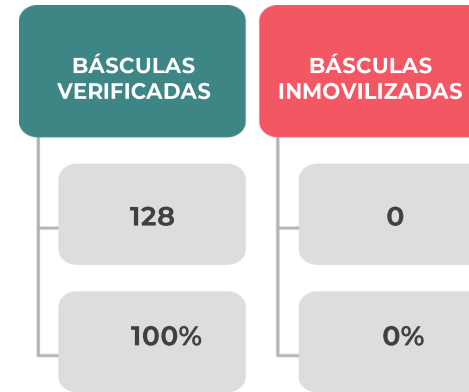 BÁSCULAS
VERIFICADAS
128
100%
BÁSCULAS
INMOVILIZADAS
0
0%